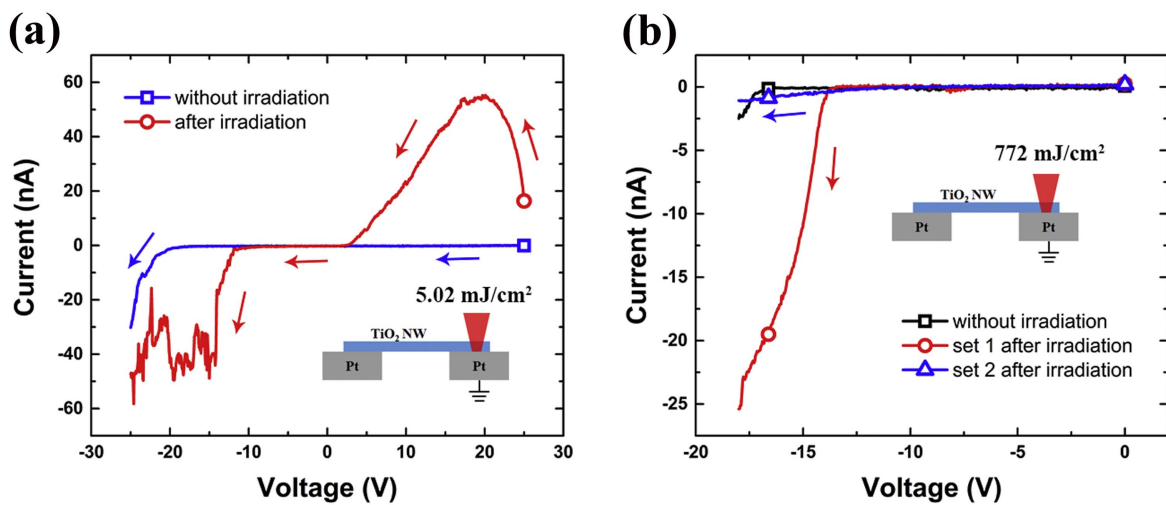 (a)
60
40
20
0
-20
-40
-60
Current (nA)
without irradiation
after irradiation
5.02 mJ/cm²
TiO₂ NW
Pt
Pt
-30
-20
-10
0
10
20
30
Voltage (V)
(b)
0
-5
-10
-15
-20
-25
Current (nA)
772 mJ/cm²
TiO₂ NW
Pt
Pt
without irradiation
set 1 after irradiation
set 2 after irradiation
-20
-15
-10
-5
0
Voltage (V)